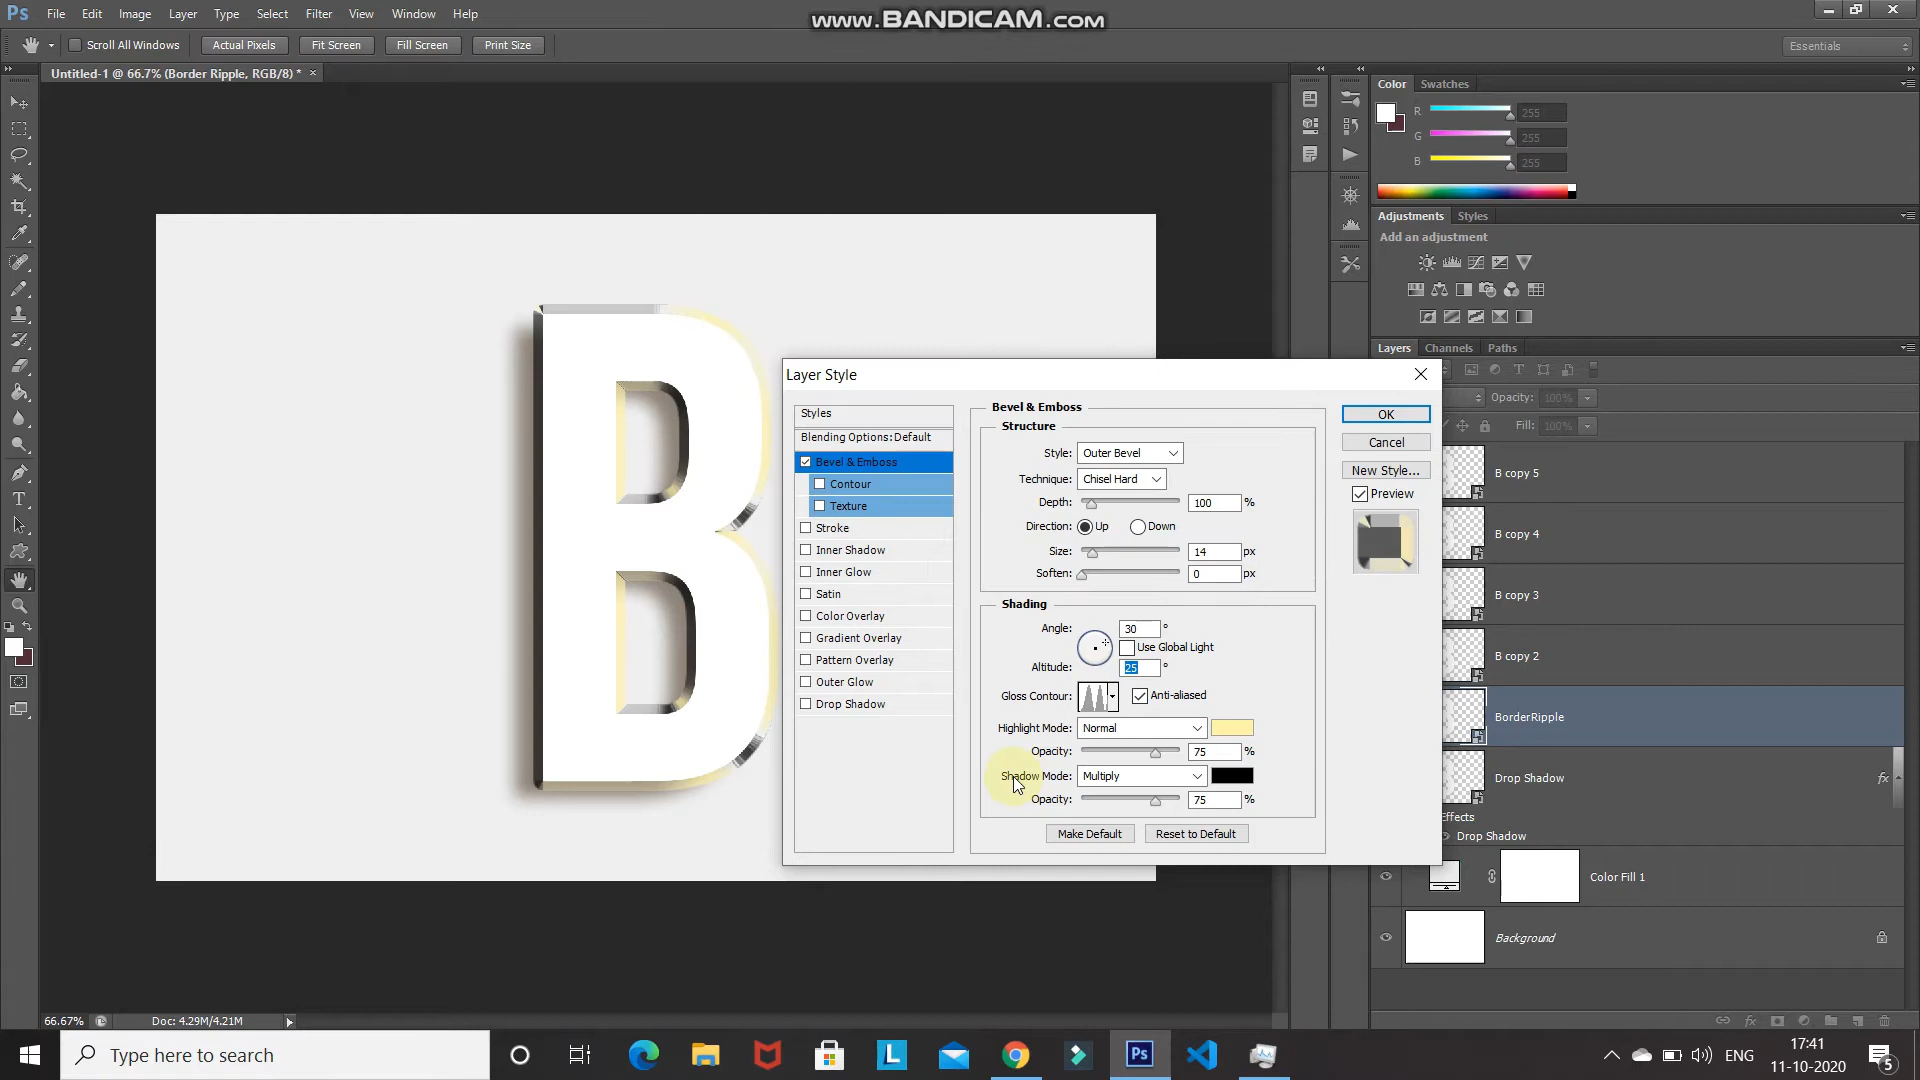 www.BANDICAM.com
Ps File Edit Image Layer Type Select Filter View Window Help
Scroll All Windows Actual Pixels Fit Screen Fill Screen Print Size Essentials
Untitled-1 @ 66.7% (Border Ripple, RGB/8) * ×
Color Swatches
R 255
G 255
B 255
Adjustments Styles
Add an adjustment
Layers Channels Paths
Opacity: 100%
Fill: 100%
B copy 5
B copy 4
B copy 3
B copy 2
BorderRipple
Drop Shadow fx
Effects
Drop Shadow
Color Fill 1
Background
B
Layer Style
Styles
Blending Options:Default
Bevel & Emboss
Contour
Texture
Stroke
Inner Shadow
Inner Glow
Satin
Color Overlay
Gradient Overlay
Pattern Overlay
Outer Glow
Drop Shadow
Bevel & Emboss
Structure
Style: Outer Bevel
Technique: Chisel Hard
Depth: 100 %
Direction: Up Down
Size: 14 px
Soften: 0 px
Shading
Angle: 30 °
Use Global Light
Altitude: 25 °
Gloss Contour: Anti-aliased
Highlight Mode: Normal
Opacity: 75 %
Shadow Mode: Multiply
Opacity: 75 %
Make Default Reset to Default
OK
Cancel
New Style...
Preview
66.67% Doc: 4.29M/4.21M
fx
Type here to search
L
Ps
ENG
17:41
11-10-2020
5